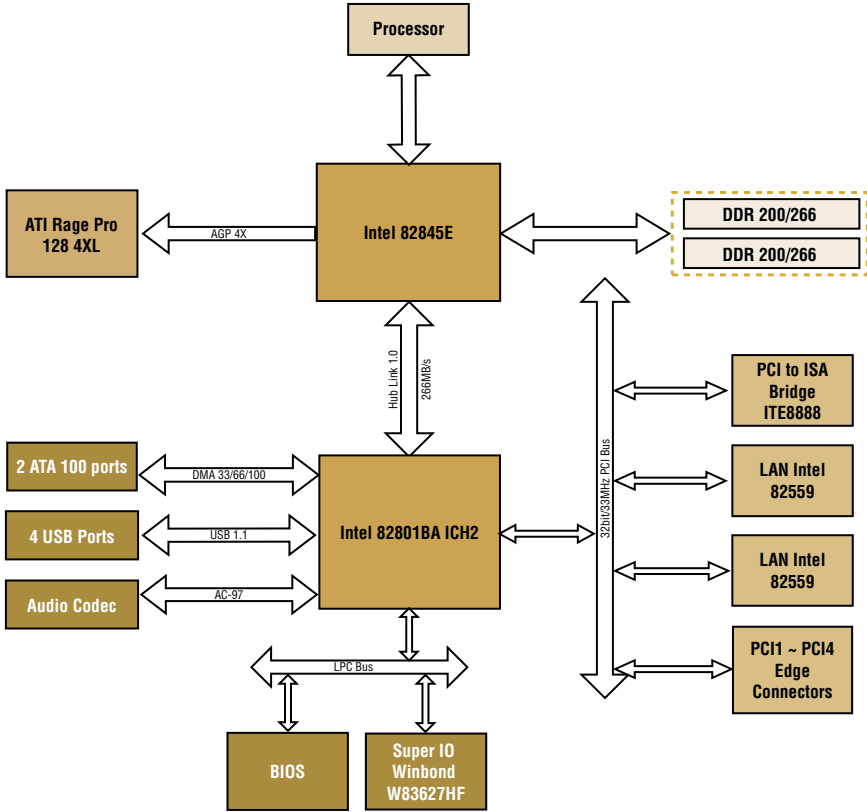 Processor
ATI Rage Pro
128 4XL
AGP 4X
Intel 82845E
DDR 200/266
DDR 200/266
Hub Link 1.0
266MB/s
32bit/33MHz PCI Bus
PCI to ISA
Bridge
ITE8888
LAN Intel
82559
LAN Intel
82559
PCI1 ~ PCI4
Edge
Connectors
2 ATA 100 ports
DMA 33/66/100
4 USB Ports
USB 1.1
Audio Codec
AC-97
Intel 82801BA ICH2
LPC Bus
BIOS
Super IO
Winbond
W83627HF